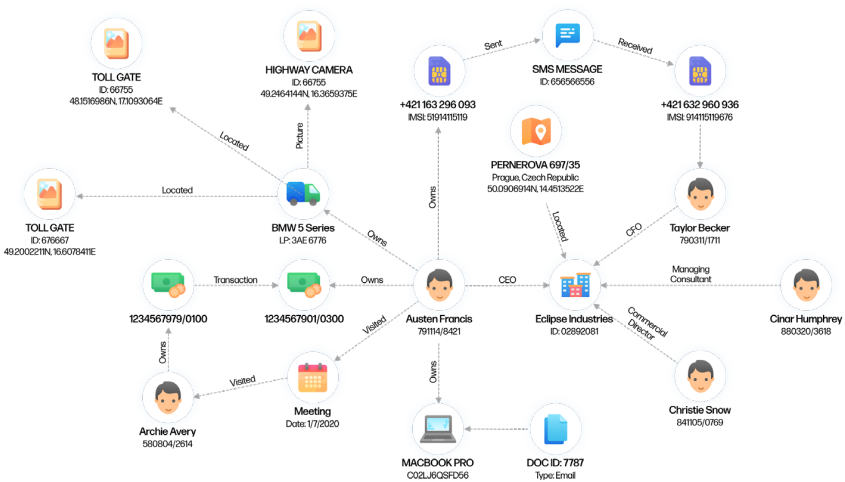 TOLL GATE
ID: 66755
48.1516986N, 17.1093064E
HIGHWAY CAMERA
ID: 66755
49.2464144N, 16.3659375E
+421 163 296 093
IMSI: 51914115119
Sent
SMS MESSAGE
ID: 656566556
Received
+421 632 960 936
IMSI: 914115119676
PERNEROVA 697/35
Prague, Czech Republic
50.0906914N, 14.4513522E
Located
Picture
Located
TOLL GATE
ID: 676667
49.2002211N, 16.6078411E
BMW 5 Series
LP: 3AE 6776
Owns
Owns
Located
CFO
Taylor Becker
790311/1711
Transaction
1234567979/0100
1234567901/0300
Owns
Austen Francis
791114/8421
CEO
Eclipse Industries
ID: 02892081
Managing
Consultant
Cinar Humphrey
880320/3618
Commercial
Director
Christie Snow
841105/0769
Visited
Owns
Visited
Archie Avery
580804/2614
Meeting
Date: 1/7/2020
Owns
MACBOOK PRO
C02LJ6QSFD56
DOC ID: 7787
Type: Email